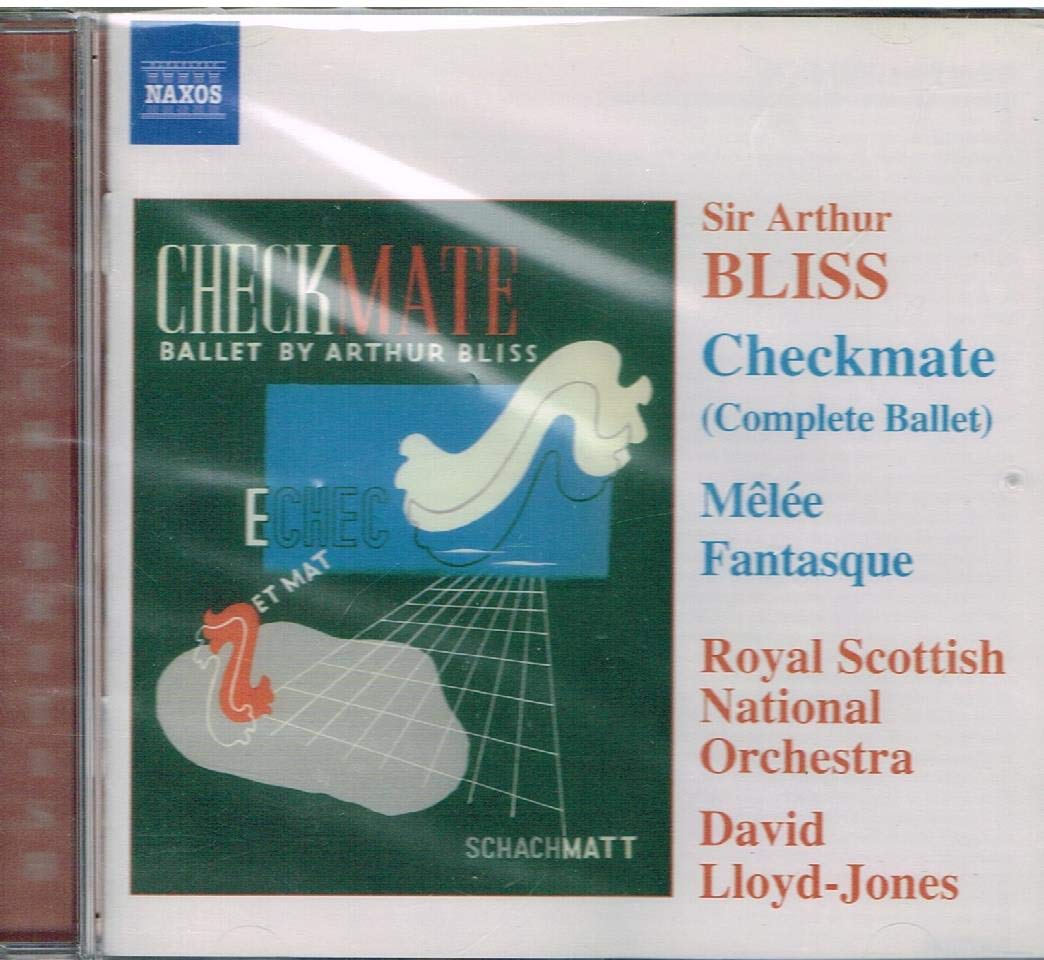 NAXOS
CHECKMATE
BALLET BY ARTHUR BLISS
ECHEC
ET MAT
SCHACHMATT
Sir Arthur
BLISS
Checkmate
(Complete Ballet)
Mêlée
Fantasque
Royal Scottish
National
Orchestra
David
Lloyd-Jones